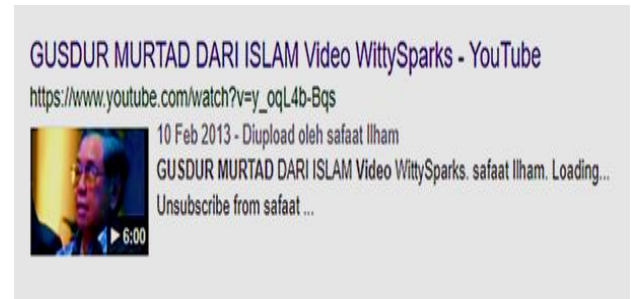 GUSDUR MURTAD DARI ISLAM Video WittySparks - YouTube
https://www.youtube.com/watch?v=y_oqL4b-Bqs
10 Feb 2013 - Diupload oleh safaat Ilham
GUSDUR MURTAD DARI ISLAM Video WittySparks. safaat Ilham. Loading...
Unsubscribe from safaat ...
6:00